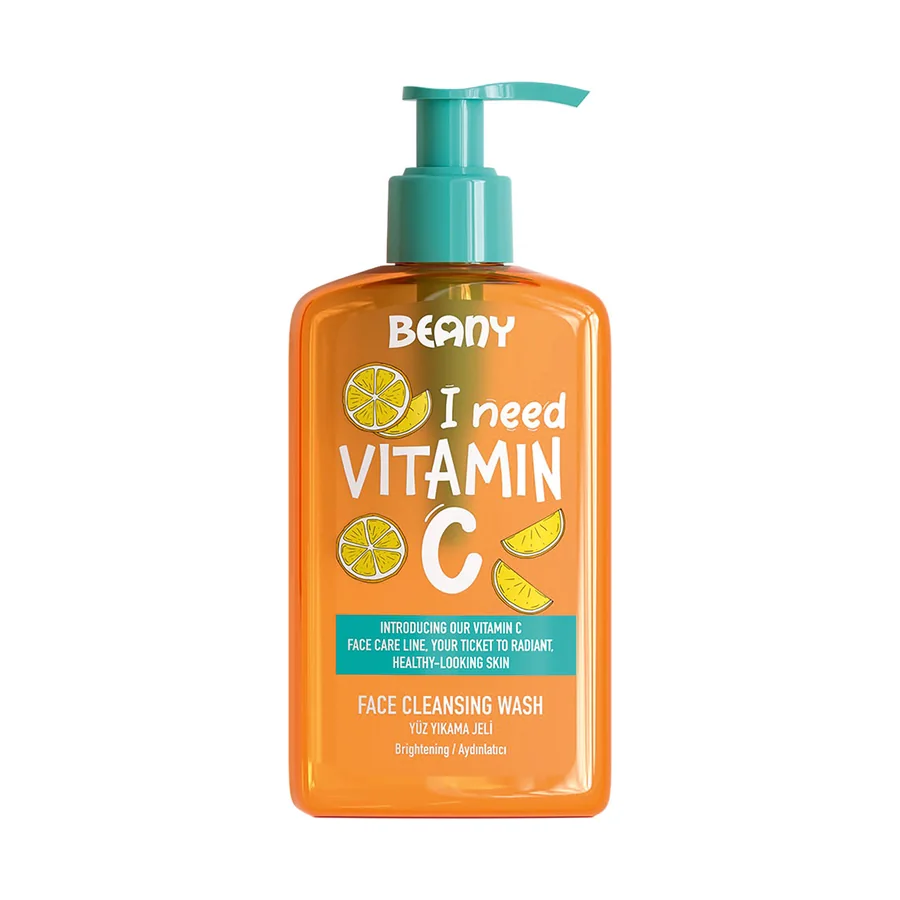 BEANY
I need
VITAMIN
C
INTRODUCING OUR VITAMIN C
FACE CARE LINE, YOUR TICKET TO RADIANT,
HEALTHY-LOOKING SKIN
FACE CLEANSING WASH
YÜZ YIKAMA JELİ
Brightening / Aydınlatıcı